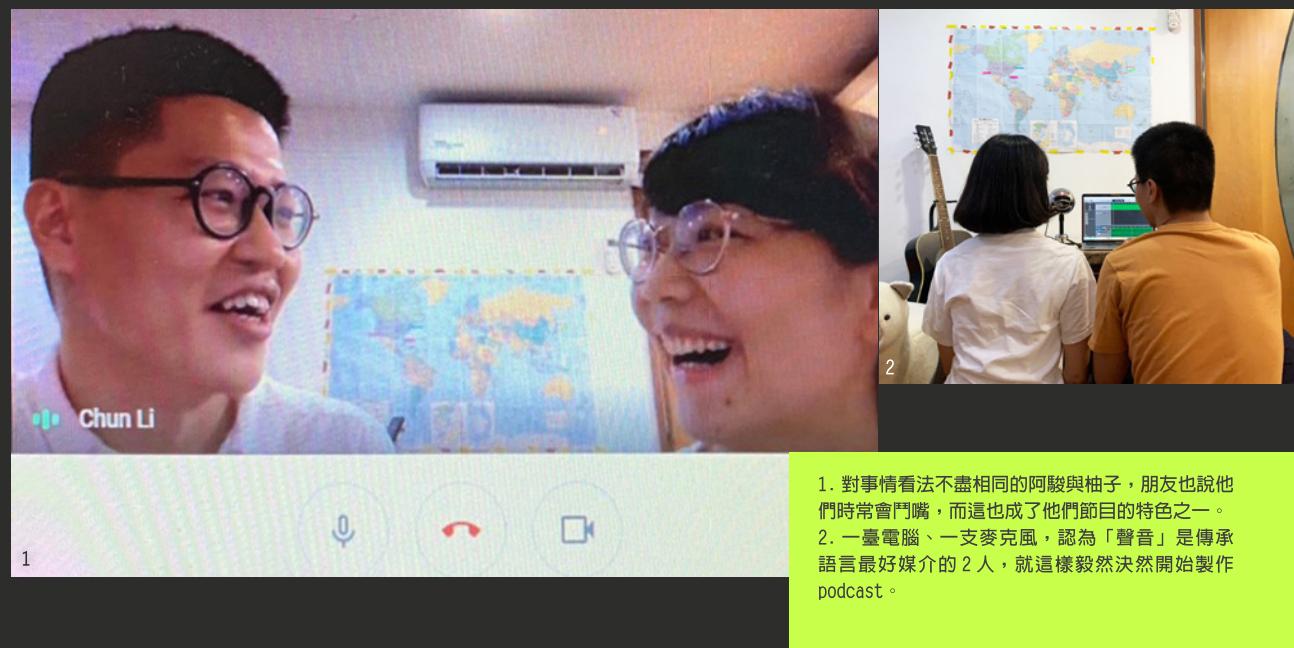 Chun Li
1
2
1. 對事情看法不盡相同的阿駿與柚子，朋友也說他
們時常會鬥嘴，而這也成了他們節目的特色之一。
2. 一臺電腦、一支麥克風，認為「聲音」是傳承
語言最好媒介的 2 人，就這樣毅然決然開始製作
podcast。